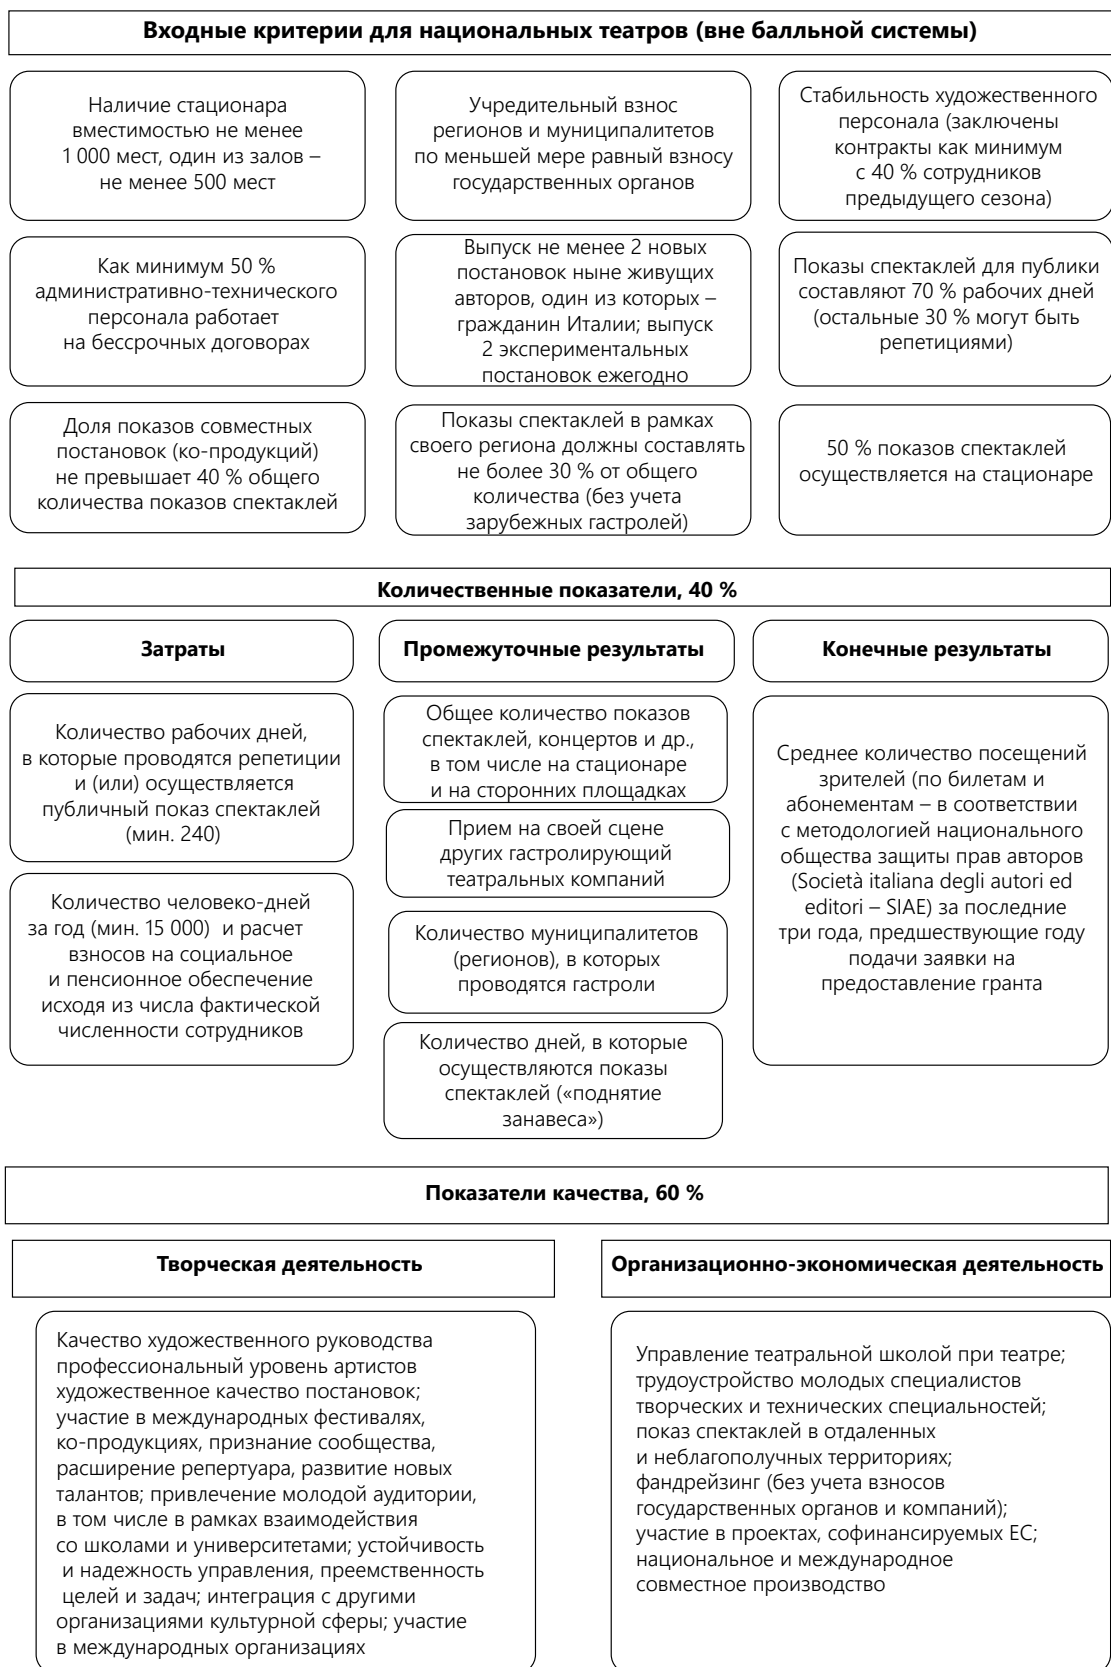 Входные критерии для национальных театров (вне балльной системы)
Наличие стационара
вместимостью не менее
1 000 мест, один из залов –
не менее 500 мест
Учредительный взнос
регионов и муниципалитетов
по меньшей мере равный взносу
государственных органов
Стабильность художественного
персонала (заключены
контракты как минимум
с 40 % сотрудников
предыдущего сезона)
Как минимум 50 %
административно-технического
персонала работает
на бессрочных договорах
Выпуск не менее 2 новых
постановок ныне живущих
авторов, один из которых –
гражданин Италии; выпуск
2 экспериментальных
постановок ежегодно
Показы спектаклей для публики
составляют 70 % рабочих дней
(остальные 30 % могут быть
репетициями)
Доля показов совместных
постановок (ко-продукций)
не превышает 40 % общего
количества показов спектаклей
Показы спектаклей в рамках
своего региона должны составлять
не более 30 % от общего
количества (без учета
зарубежных гастролей)
50 % показов спектаклей
осуществляется на стационаре
Количественные показатели, 40 %
Затраты
Промежуточные результаты
Конечные результаты
Количество рабочих дней,
в которые проводятся репетиции
и (или) осуществляется
публичный показ спектаклей
(мин. 240)
Количество человеко-дней
за год (мин. 15 000) и расчет
взносов на социальное
и пенсионное обеспечение
исходя из числа фактической
численности сотрудников
Общее количество показов
спектаклей, концертов и др.,
в том числе на стационаре
и на сторонних площадках
Прием на своей сцене
других гастролирующий
театральных компаний
Количество муниципалитетов
(регионов), в которых
проводятся гастроли
Количество дней, в которые
осуществляются показы
спектаклей («поднятие
занавеса»)
Среднее количество посещений
зрителей (по билетам и
абонементам – в соответствии
с методологией национального
общества защиты прав авторов
(Società italiana degli autori ed
editori – SIAE) за последние
три года, предшествующие году
подачи заявки на
предоставление гранта
Показатели качества, 60 %
Творческая деятельность
Качество художественного руководства
профессиональный уровень артистов
художественное качество постановок;
участие в международных фестивалях,
ко-продукциях, признание сообщества,
расширение репертуара, развитие новых
талантов; привлечение молодой аудитории,
в том числе в рамках взаимодействия
со школами и университетами; устойчивость
и надежность управления, преемственность
целей и задач; интеграция с другими
организациями культурной сферы; участие
в международных организациях
Организационно-экономическая деятельность
Управление театральной школой при театре;
трудоустройство молодых специалистов
творческих и технических специальностей;
показ спектаклей в отдаленных
и неблагополучных территориях;
фандрейзинг (без учета взносов
государственных органов и компаний);
участие в проектах, софинансируемых ЕС;
национальное и международное
совместное производство